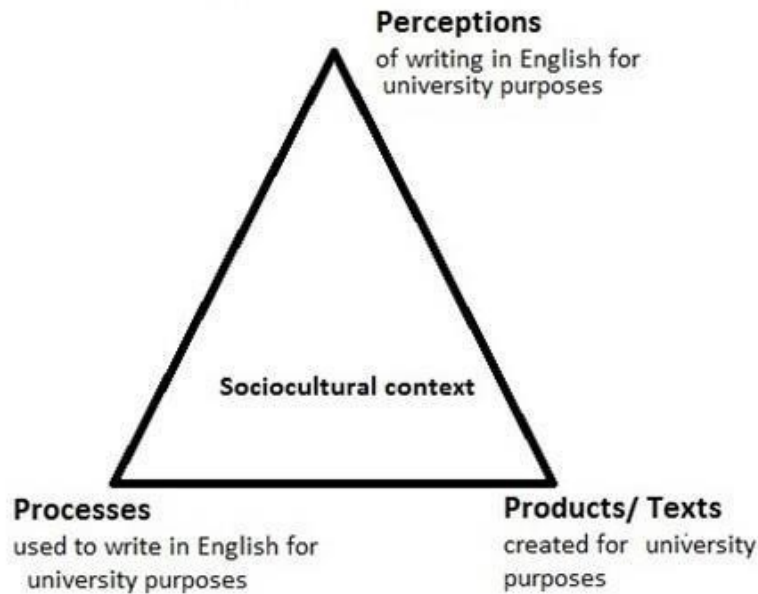 Perceptions
of writing in English for
university purposes
Sociocultural context
Processes
used to write in English for
university purposes
Products/ Texts
created for university
purposes